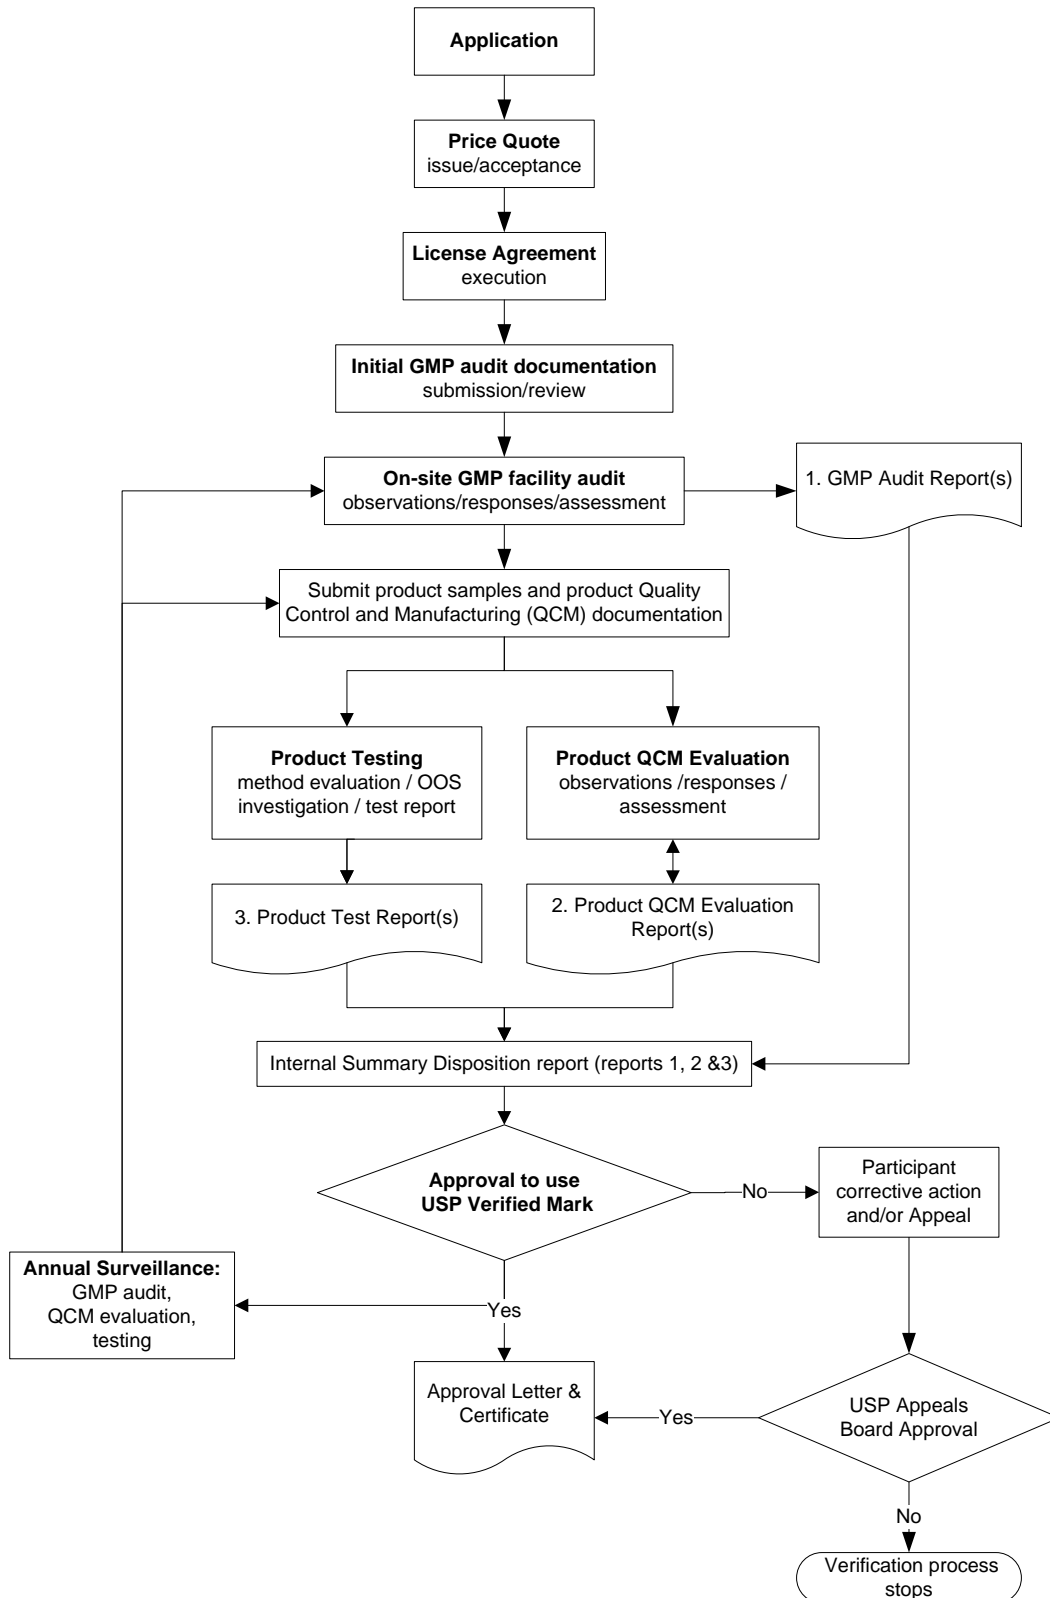 Application
Price Quote
issue/acceptance
License Agreement
execution
Initial GMP audit documentation
submission/review
On-site GMP facility audit
observations/responses/assessment
1. GMP Audit Report(s)
Submit product samples and product Quality
Control and Manufacturing (QCM) documentation
Product Testing
method evaluation / OOS
investigation / test report
Product QCM Evaluation
observations /responses /
assessment
3. Product Test Report(s)
2. Product QCM Evaluation
Report(s)
Internal Summary Disposition report (reports 1, 2 &3)
Approval to use
USP Verified Mark
No
Participant
corrective action
and/or Appeal
Annual Surveillance:
GMP audit,
QCM evaluation,
testing
Yes
Approval Letter &
Certificate
Yes
USP Appeals
Board Approval
No
Verification process
stops